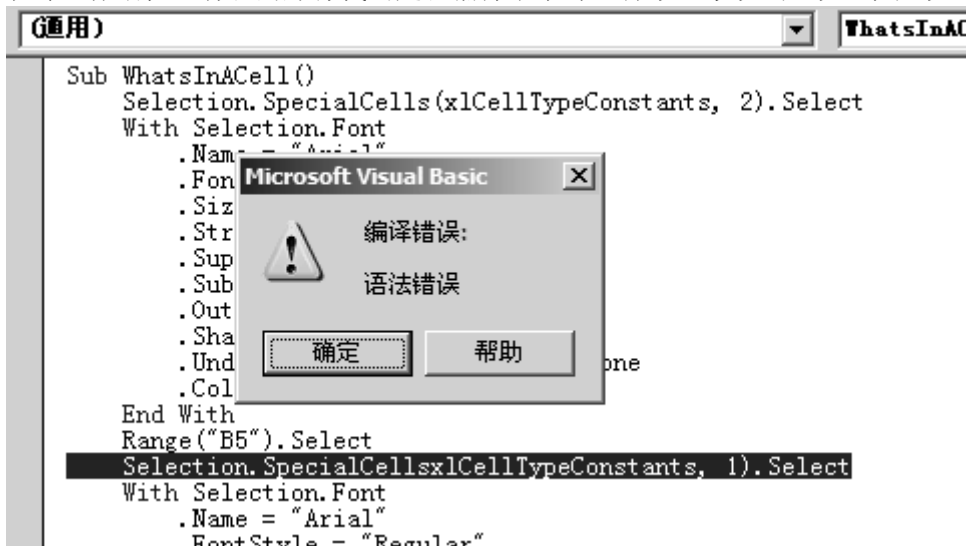 (通用) WhatsInAC
Sub WhatsInACell()
Selection.SpecialCells(xlCellTypeConstants, 2).Select
With Selection.Font
.Name = "Arial"
.Fon
.Siz
.Str
.Sup
.Sub
.Out
.Sha
.Und one
.Col
Microsoft Visual Basic
编译错误:
语法错误
确定 帮助
End With
Range("B5").Select
Selection.SpecialCellsxlCellTypeConstants, 1).Select
With Selection.Font
.Name = "Arial"
.FontStyle = "Regular"